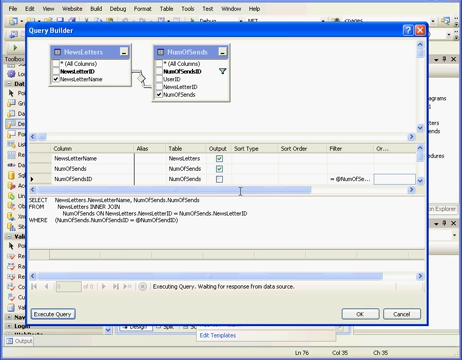 File Edit View Website Build Debug Format Table Tools Test Window Help
Query Builder
NewsLetters
* (All Columns)
NewsLetterID
NewsLetterName
NumOfSends
* (All Columns)
NumOfSendsID
UserID
NewsLetterID
NumOfSends
Column Alias Table Output Sort Type Sort Order Filter Or...
NewsLetterName NewsLetters
NumOfSends NumOfSends
NumOfSendsID NumOfSends = @NumOfSe...
SELECT NewsLetters.NewsLetterName, NumOfSends.NumOfSends
FROM NewsLetters INNER JOIN
NumOfSends ON NewsLetters.NewsLetterID = NumOfSends.NewsLetterID
WHERE (NumOfSends.NumOfSendsID = @NumOfSendID)
0 of 0 Executing Query. Waiting for response from data source.
Execute Query OK Cancel
Edit Templates
Ln 76 Col 35 Ch 35